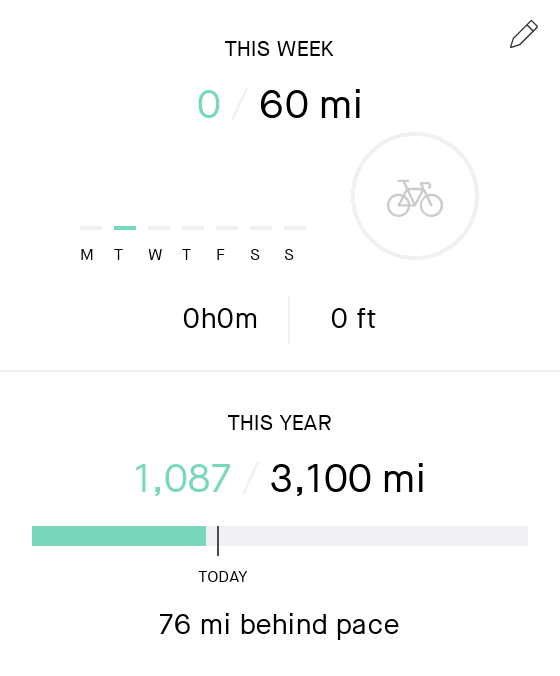 THIS WEEK
0 / 60 mi
M T W T F S S
0h0m 0 ft
THIS YEAR
1,087 / 3,100 mi
TODAY
76 mi behind pace